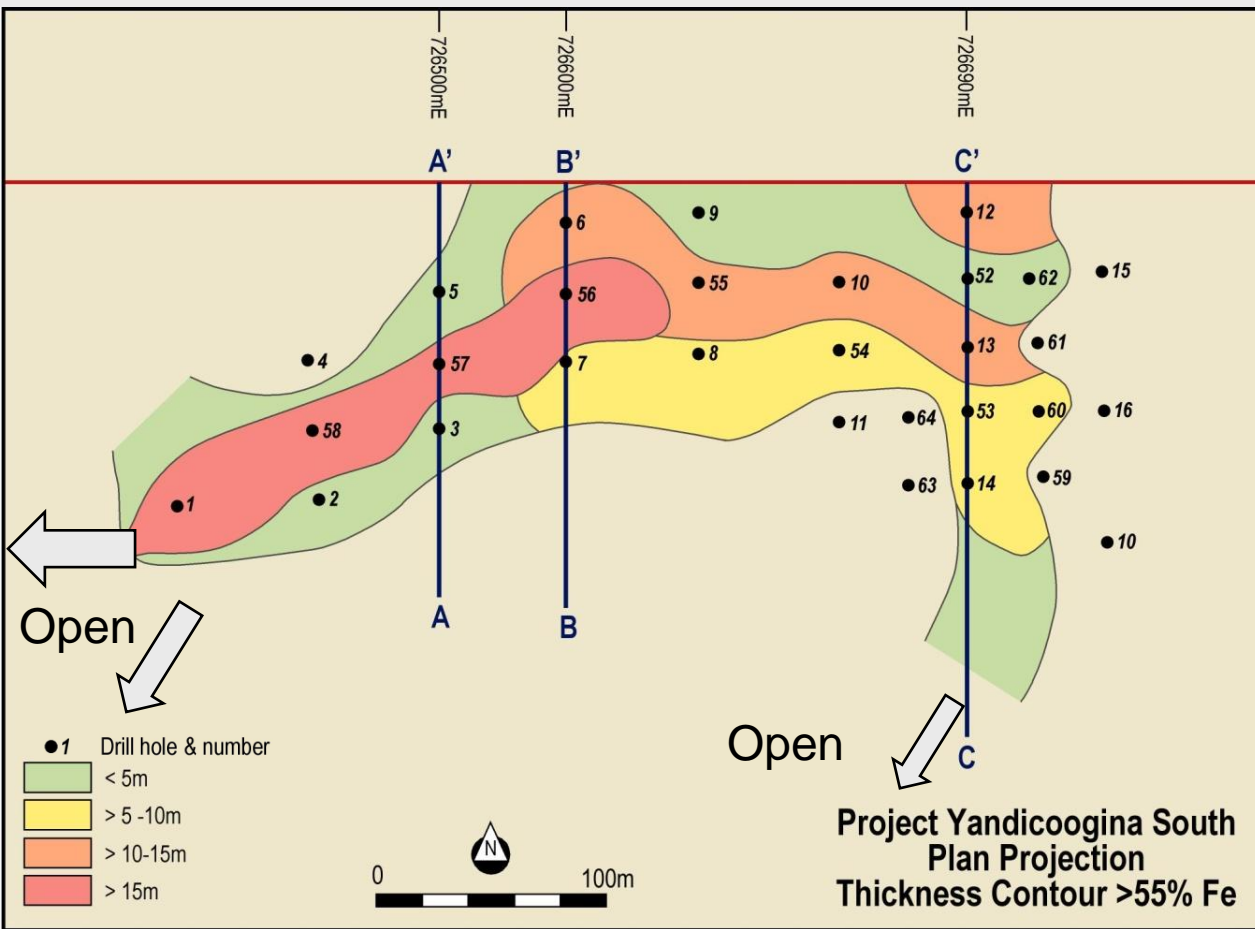 726500mE
726600mE
726690mE
A’
B’
C’
6
9
12
5
56
55
10
52
62
15
4
57
7
8
54
13
61
58
3
11
64
53
60
16
1
2
63
14
59
10
A
B
C
Open
Open
1 Drill hole & number
< 5m
> 5 -10m
> 10-15m
> 15m
N
0 100m
Project Yandicoogina South
Plan Projection
Thickness Contour >55% Fe